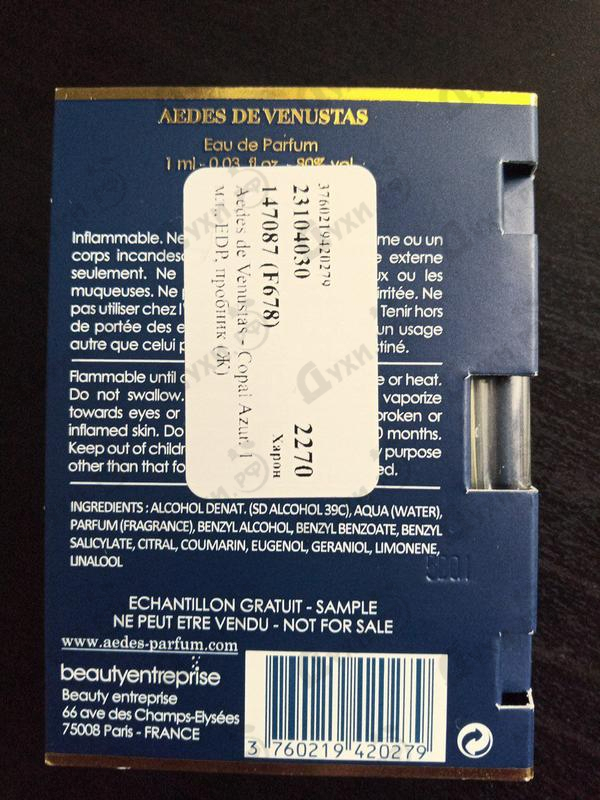 AEDES DE VENUSTAS
Eau de Parfum
1 ml - 0.03 fl oz - 80% vol
Inflammable. Ne me ou un
corps incandes externe
seulement. Ne ux ou les
muqueuses. Ne irritée. Ne
pas utiliser chez l' Tenir hors
de portée des e un usage
autre que celui p stiné.
Flammable until e or heat.
Do not swallow. vaporize
towards eyes or broken or
inflamed skin. Do 0 months.
Keep out of childr y purpose
other than that fo ed.
3760219420279
23104030 2270
147087 (F678) Харон
Aedes de Venustas - Copal Azur: 1
мл., EDP, пробник (Ж)
INGREDIENTS : ALCOHOL DENAT. (SD ALCOHOL 39C), AQUA (WATER),
PARFUM (FRAGRANCE), BENZYL ALCOHOL, BENZYL BENZOATE, BENZYL
SALICYLATE, CITRAL, COUMARIN, EUGENOL, GERANIOL, LIMONENE,
LINALOOL
ECHANTILLON GRATUIT - SAMPLE
NE PEUT ETRE VENDU - NOT FOR SALE
www.aedes-parfum.com
beautyentreprise
Beauty entreprise
66 ave des Champs-Elysées
75008 Paris - FRANCE
3 760219 420279
Духи.рф